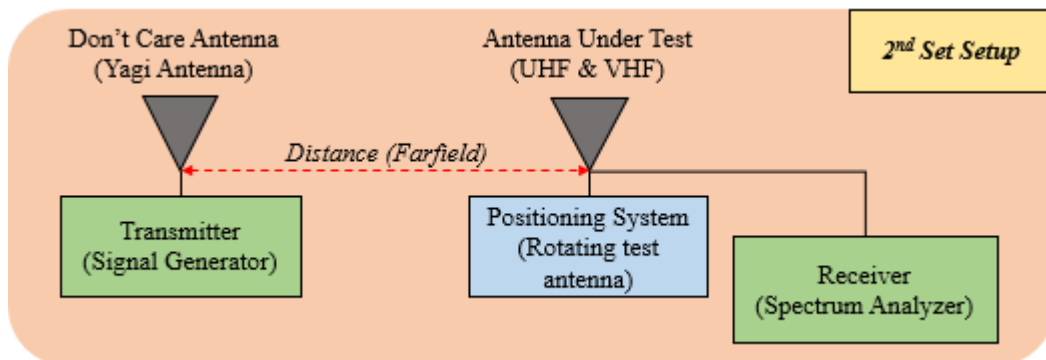 Don't Care Antenna
(Yagi Antenna)
Antenna Under Test
(UHF & VHF)
2nd Set Setup
Distance (Farfield)
Transmitter
(Signal Generator)
Positioning System
(Rotating test
antenna)
Receiver
(Spectrum Analyzer)